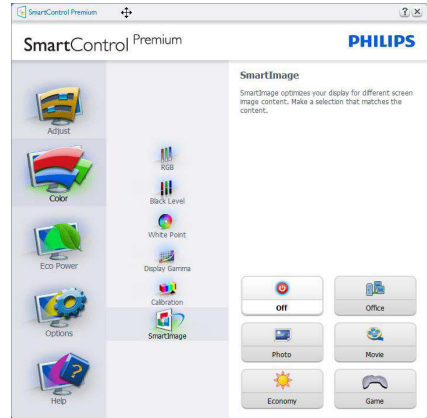 SmartControl Premium
? x
SmartControl Premium
PHILIPS
Adjust
Color
Eco Power
Options
Help
RGB
Black Level
White Point
Display Gamma
Calibration
SmartImage
SmartImage
SmartImage optimizes your display for different screen
image content. Make a selection that matches the
content.
Off
Office
Photo
Movie
Economy
Game